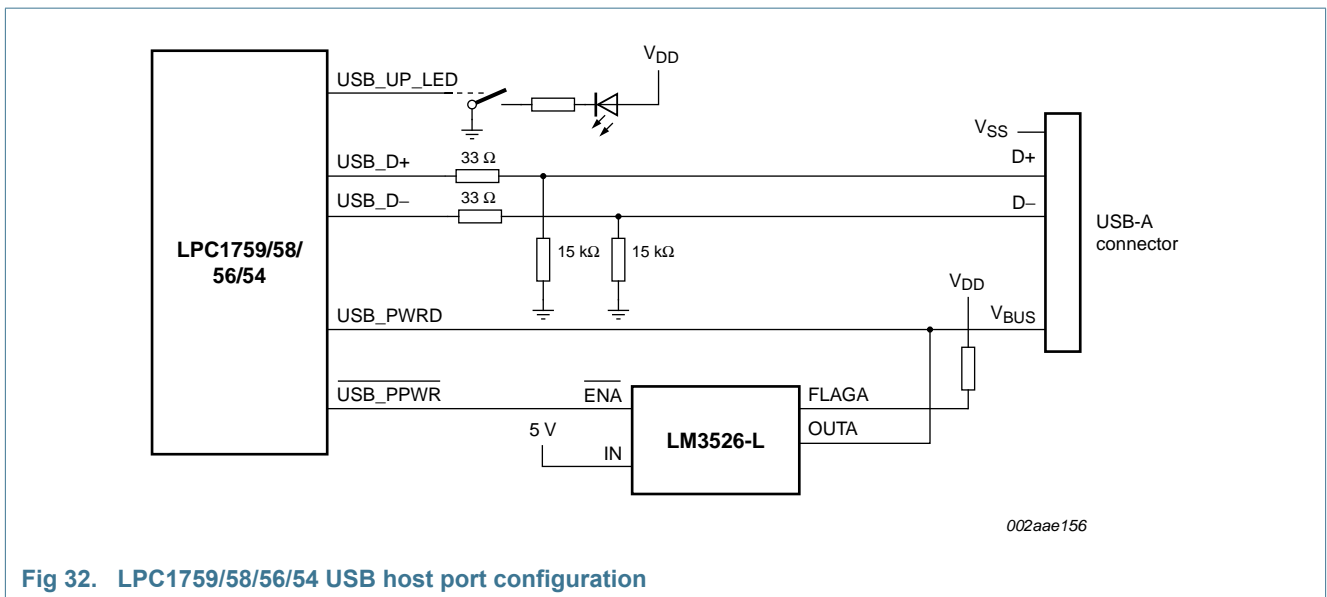 V_DD
USB_UP_LED
V_SS
USB_D+
33 Ω
D+
USB_D–
33 Ω
D–
USB-A
connector
LPC1759/58/
56/54
15 kΩ
15 kΩ
V_DD
USB_PWRD
V_BUS
USB_PPWR
ENA
FLAGA
5 V
OUTA
IN
LM3526-L
002aae156
Fig 32. LPC1759/58/56/54 USB host port configuration